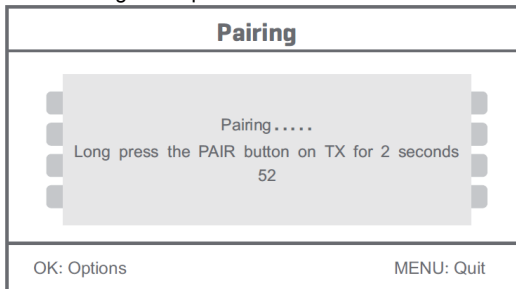 Pairing
Pairing.....
Long press the PAIR button on TX for 2 seconds
52
OK: Options
MENU: Quit